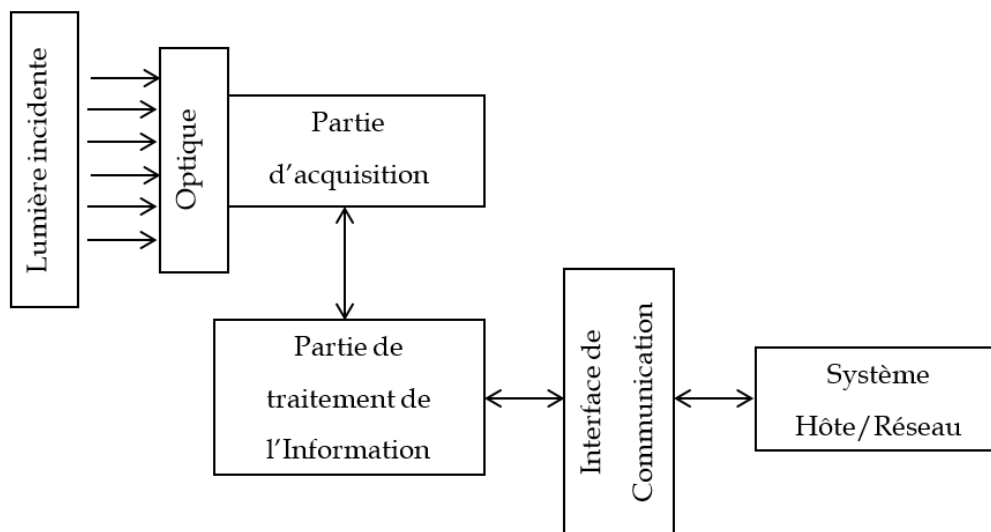 Lumière incidente
Optique
Partie
d'acquisition
Partie de
traitement de
l'Information
Interface de
Communication
Système
Hôte/Réseau